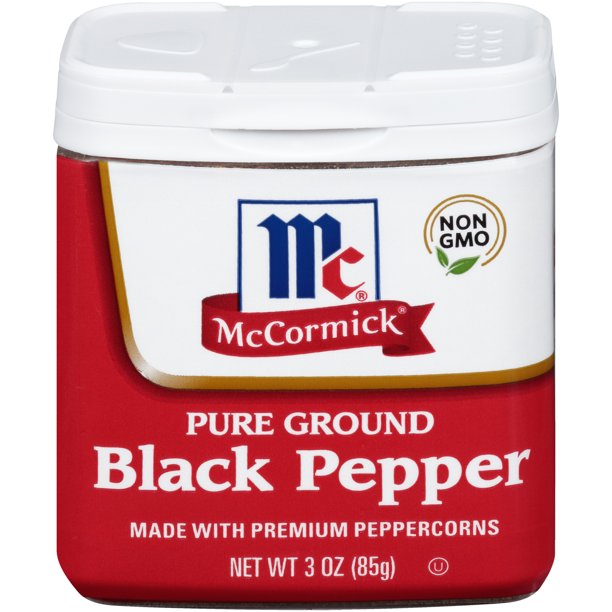 Mc®
McCormick®
NON
GMO
PURE GROUND
Black Pepper
MADE WITH PREMIUM PEPPERCORNS
NET WT 3 OZ (85g) Ⓤ